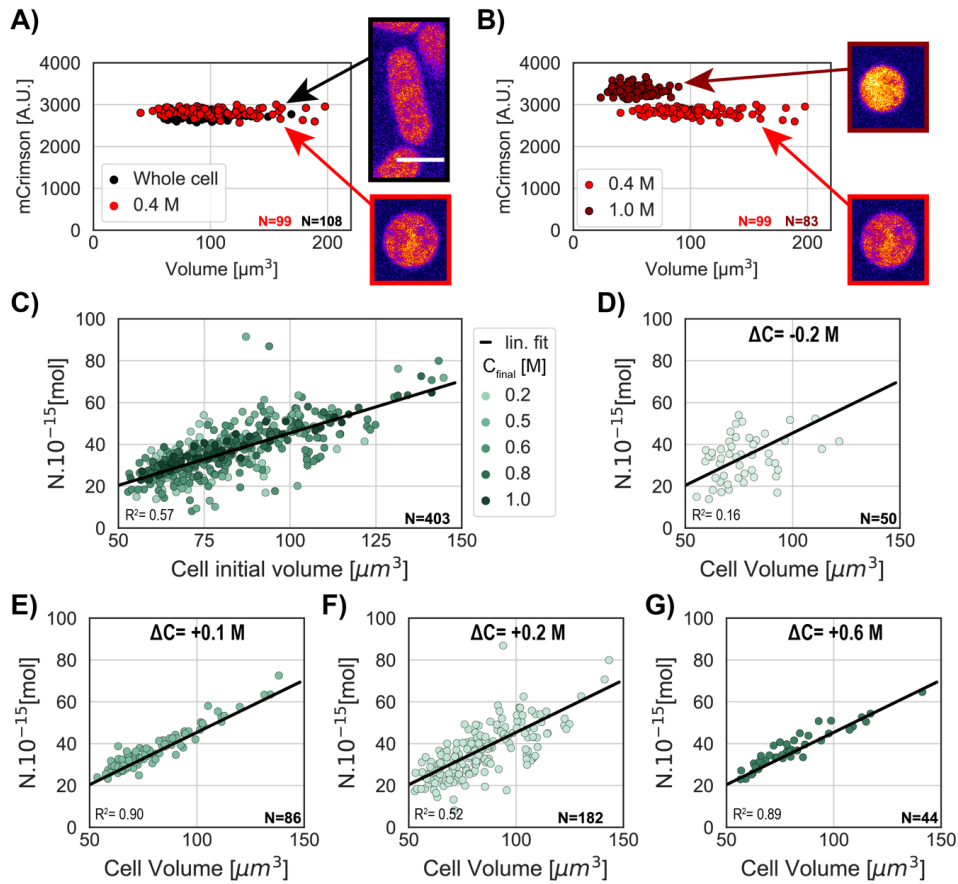 A)
mCrimson [A.U.]
4000
3000
2000
1000
0
Whole cell
0.4 M
N=99 N=108
0 100 200
Volume [µm³]
B)
mCrimson [A.U.]
4000
3000
2000
1000
0
0.4 M
1.0 M
N=99 N=83
0 100 200
Volume [µm³]
C)
N.10⁻¹⁵[mol]
100
80
60
40
20
0
R²= 0.57
N=403
50 75 100 125 150
Cell initial volume [µm³]
lin. fit
C_final [M]
0.2
0.5
0.6
0.8
1.0
D)
ΔC= -0.2 M
N.10⁻¹⁵[mol]
100
80
60
40
20
0
R²= 0.16
N=50
50 100 150
Cell Volume [µm³]
E)
ΔC= +0.1 M
N.10⁻¹⁵[mol]
100
80
60
40
20
0
R²= 0.90
N=86
50 100 150
Cell Volume [µm³]
F)
ΔC= +0.2 M
N.10⁻¹⁵[mol]
100
80
60
40
20
0
R²= 0.52
N=182
50 100 150
Cell Volume [µm³]
G)
ΔC= +0.6 M
N.10⁻¹⁵[mol]
100
80
60
40
20
0
R²= 0.89
N=44
50 100 150
Cell Volume [µm³]